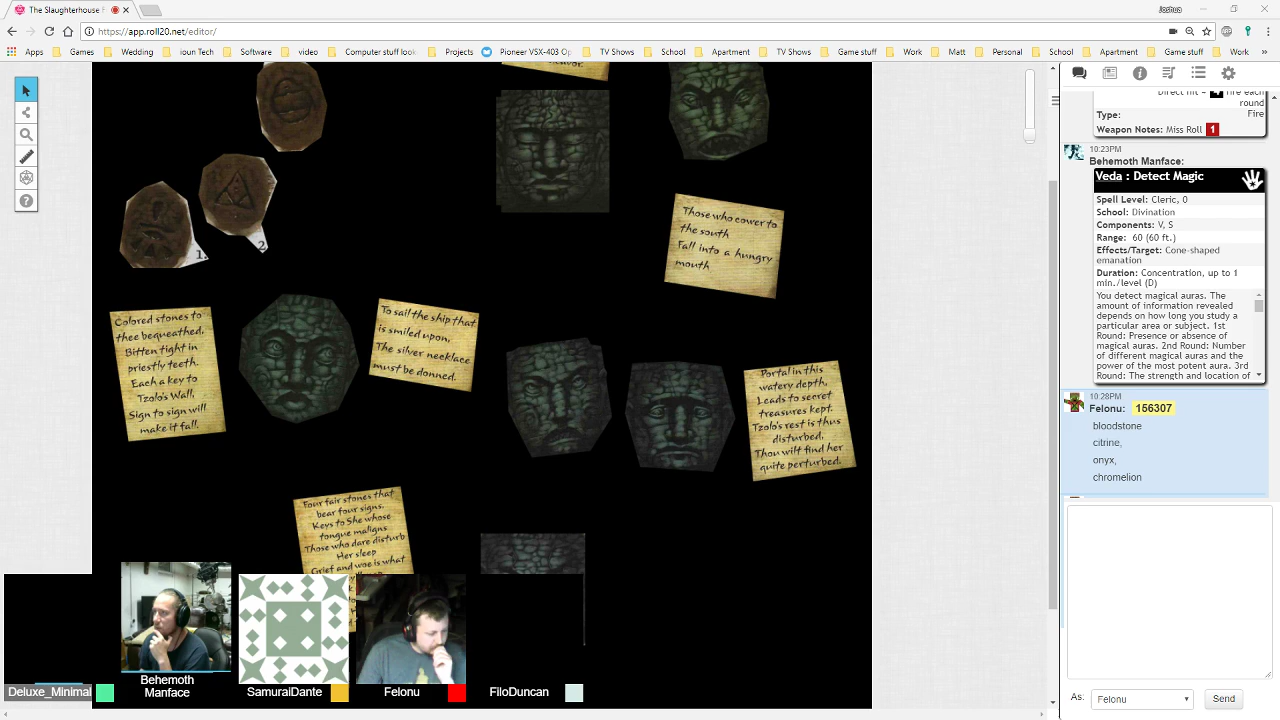 The Slaughterhouse
https://app.roll20.net/editor/
Joshua
Apps
Games
Wedding
ioun Tech
Software
video
Computer stuff look
Projects
Pioneer VSX-403 Op
TV Shows
School
Apartment
TV Shows
Game stuff
Work
Matt
Personal
School
Apartment
Game stuff
Work
»
1.
2
Those who cower to
the south
Fall into a hungry
mouth
Colored stones to
thee bequeathed,
Bitten tight in
priestly teeth.
Each a key to
Tzolo's Wall,
Sign to sign will
make it fall.
To sail the ship that
is smiled upon,
The silver necklace
must be donned.
Portal in this
watery depth,
Leads to secret
treasures kept.
Tzolo's rest is thus
disturbed,
Thou wilt find her
quite perturbed.
Four fair stones that
bear four signs,
Keys to She whose
tongue maligns
Those who dare disturb
Her sleep
Grief and woe is what
Deluxe_Minimal
Behemoth
Manface
SamuraiDante
Felonu
FiloDuncan
Direct hit =
fire each
round
Type:
Fire
Weapon Notes: Miss Roll 1
10:23PM
Behemoth Manface:
Veda : Detect Magic
Spell Level: Cleric, 0
School: Divination
Components: V, S
Range: 60 (60 ft.)
Effects/Target: Cone-shaped
emanation
Duration: Concentration, up to 1
min./level (D)
You detect magical auras. The
amount of information revealed
depends on how long you study
a particular area or subject. 1st
Round: Presence or absence of
magical auras. 2nd Round: Number
of different magical auras and the
power of the most potent aura. 3rd
Round: The strength and location of
10:28PM
Felonu: 156307
bloodstone
citrine,
onyx,
chromelion
As:
Felonu
Send